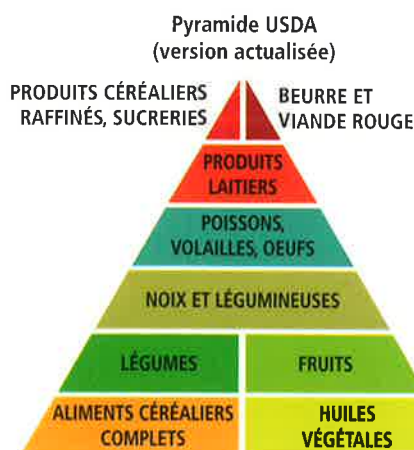 Pyramide USDA
(version actualisée)
PRODUITS CÉRÉALIERS
RAFFINÉS, SUCRERIES
BEURRE ET
VIANDE ROUGE
PRODUITS
LAITIERS
POISSONS,
VOLAILLES, OEUFS
NOIX ET LÉGUMINEUSES
LÉGUMES
FRUITS
ALIMENTS CÉRÉALIERS
COMPLETS
HUILES
VÉGÉTALES